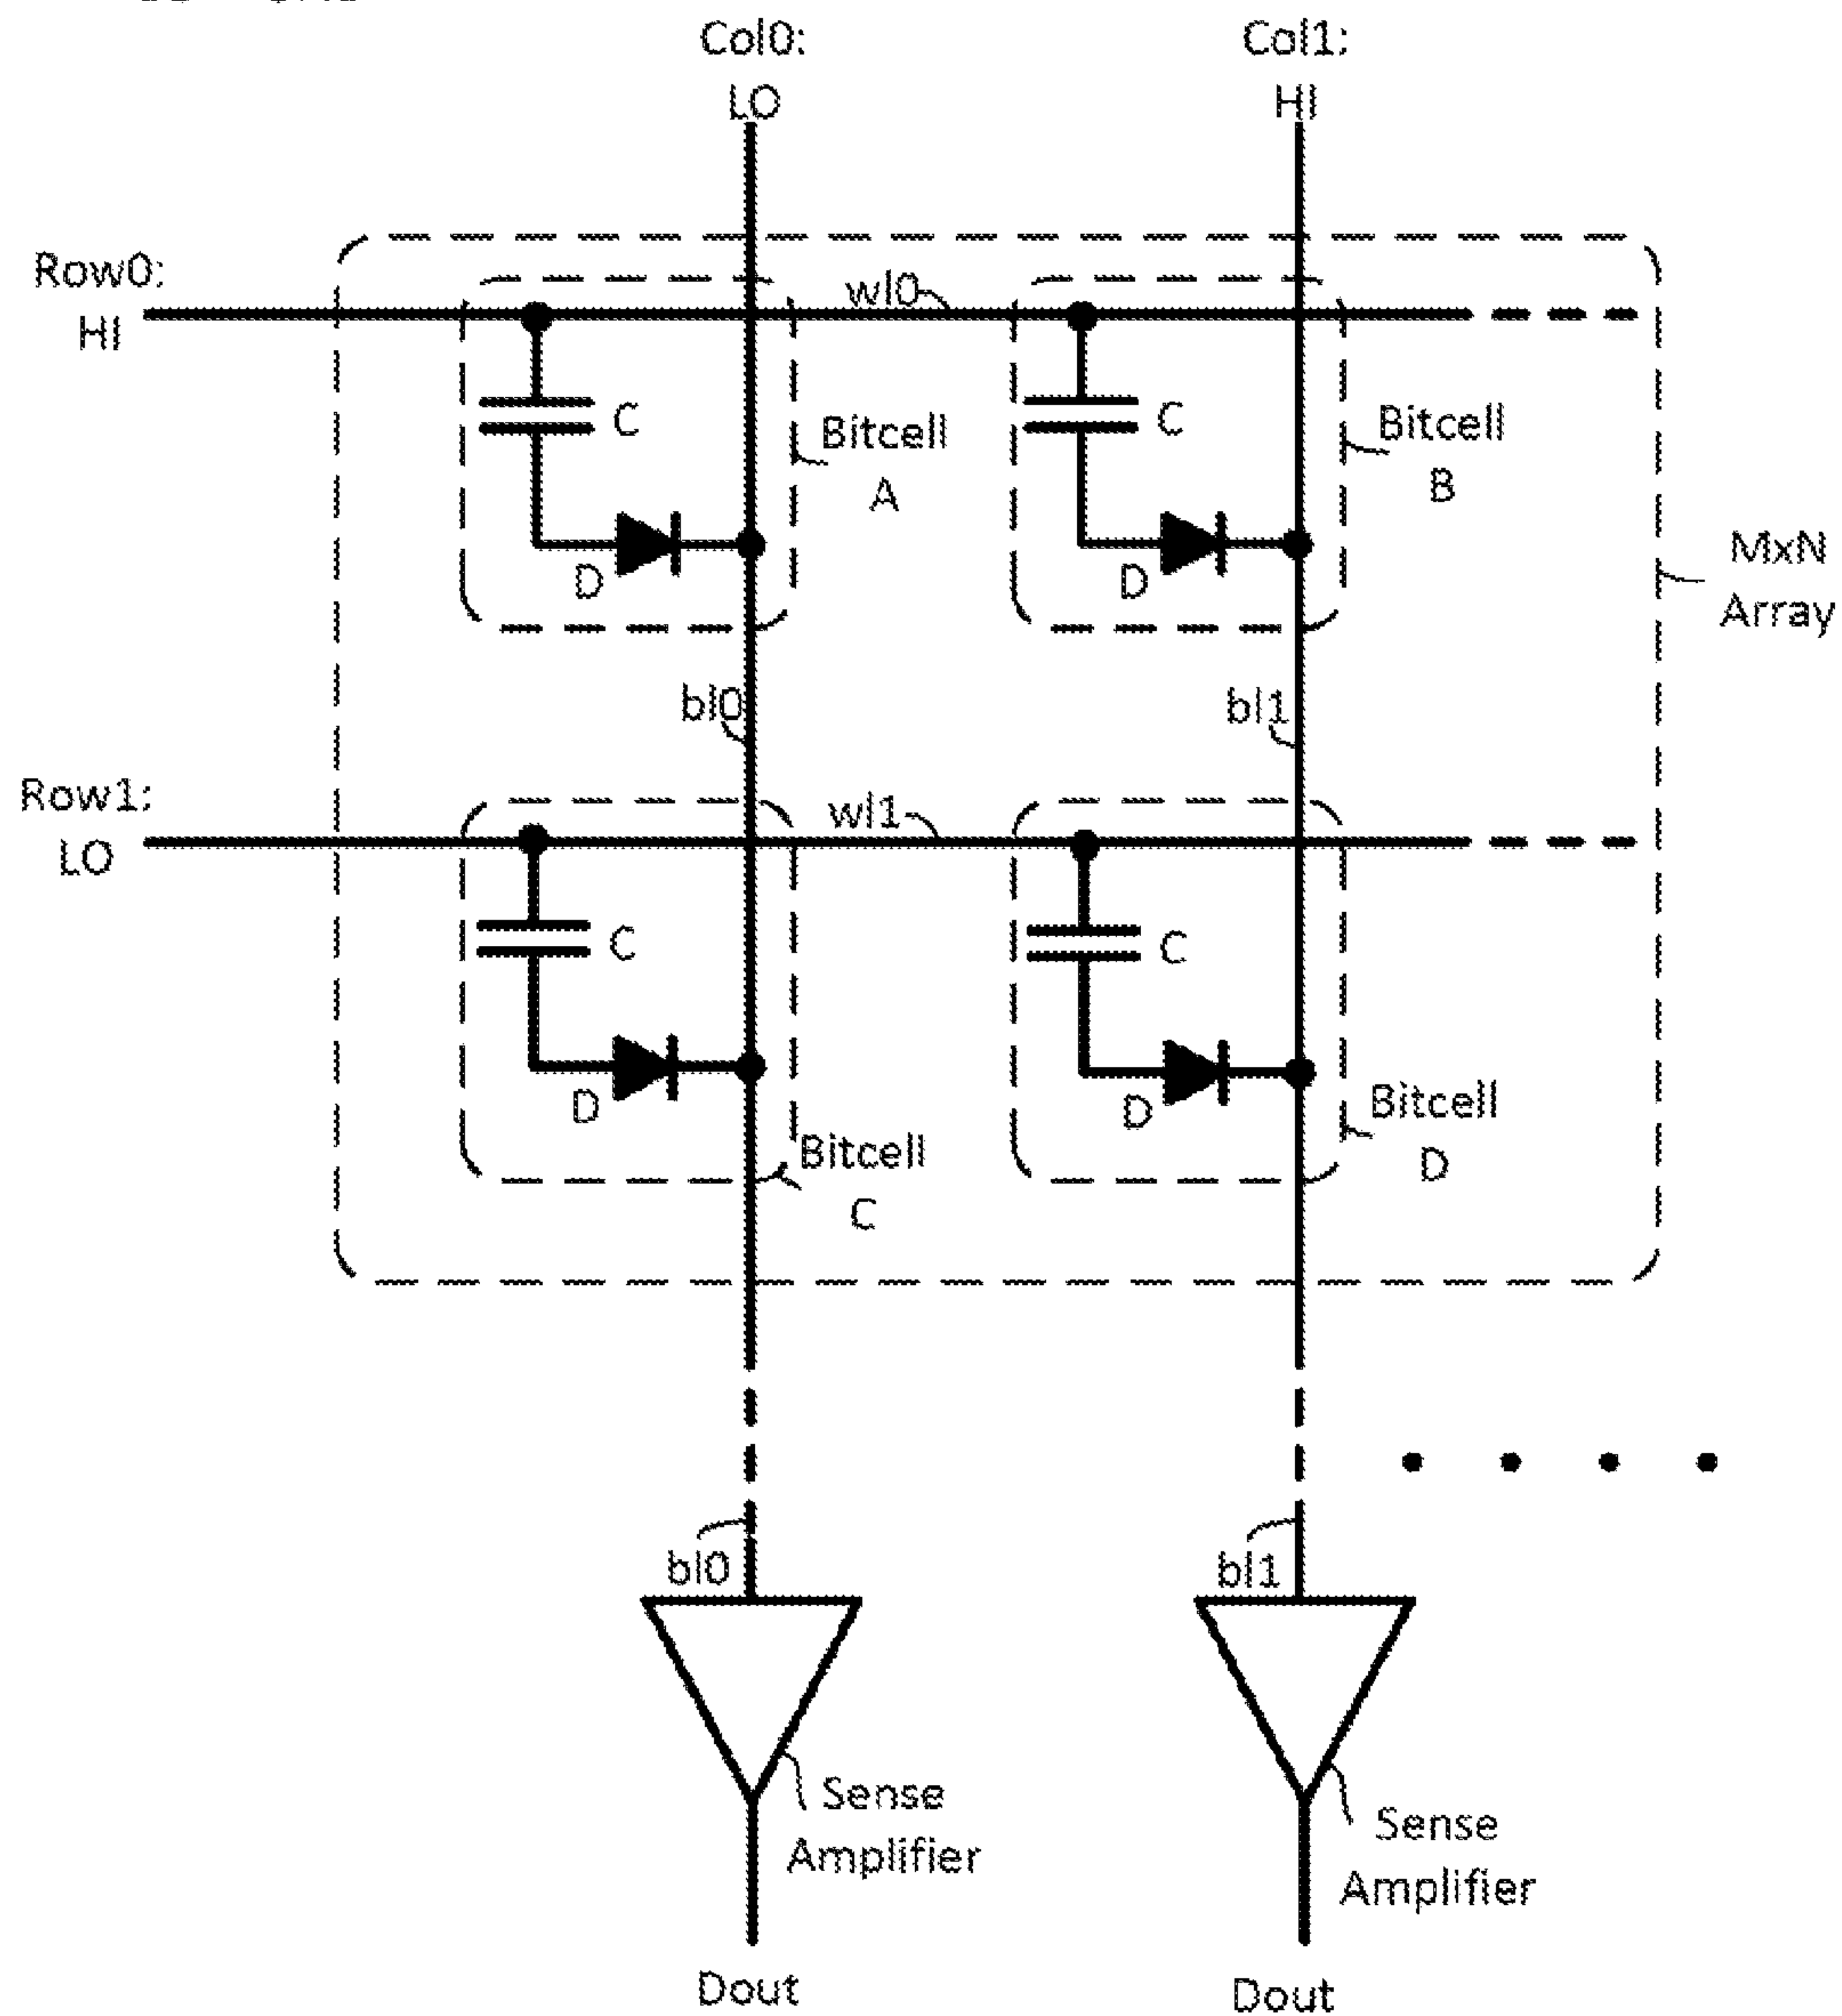 Col0:
LO
Col1:
HI
Row0:
HI
wl0
C
Bitcell
A
D
C
Bitcell
B
D
MxN
Array
bl0
bl1
Row1:
LO
wl1
C
D
Bitcell
C
C
D
Bitcell
D
bl0
bl1
Sense
Amplifier
Sense
Amplifier
Dout
Dout